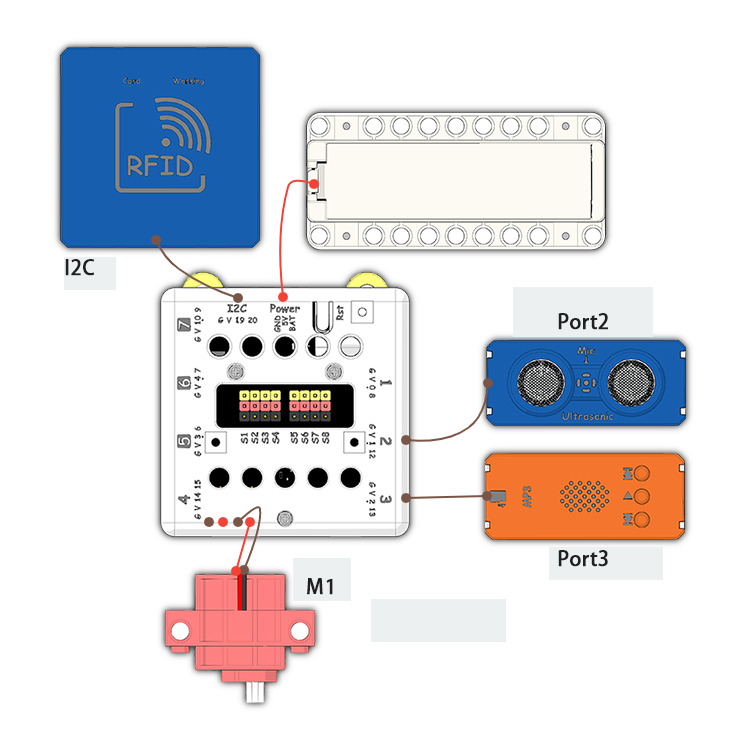 Card Working
RFID
I2C
I2C
G V 19 20
Power
GND
5V
BAT
Rst
7
G V 10 9
6
G V 4 7
5
G V 3 6
4
G V 14 15
1
G V 0 8
2
G V 1 12
3
G V 2 13
S1 S2 S3 S4 S5 S6 S7 S8
Port2
Mic
Ultrasonic
MP3
Port3
M1